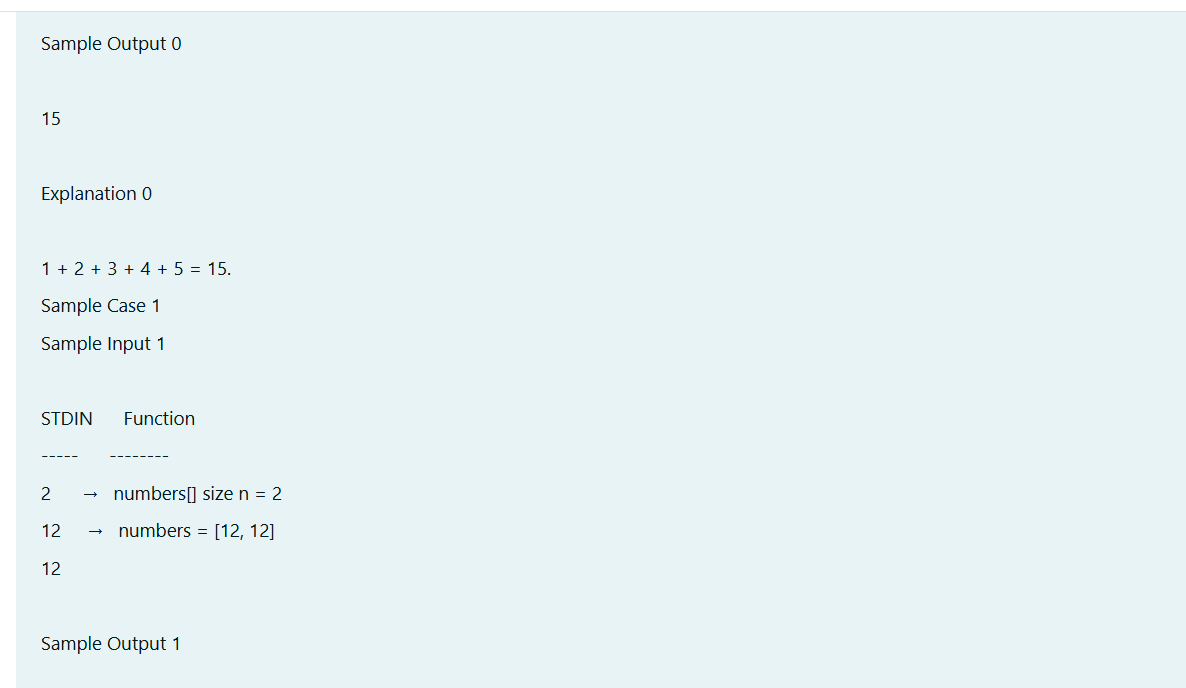 Sample Output 0
15
Explanation 0
1 + 2 + 3 + 4 + 5 = 15.
Sample Case 1
Sample Input 1
STDIN Function
----- --------
2 → numbers[] size n = 2
12 → numbers = [12, 12]
12
Sample Output 1